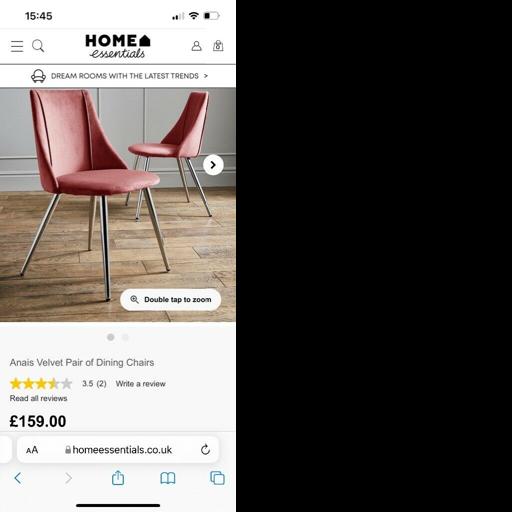 15:45
HOME
essentials
0
DREAM ROOMS WITH THE LATEST TRENDS >
Double tap to zoom
Anais Velvet Pair of Dining Chairs
3.5 (2) Write a review
Read all reviews
£159.00
AA homeessentials.co.uk